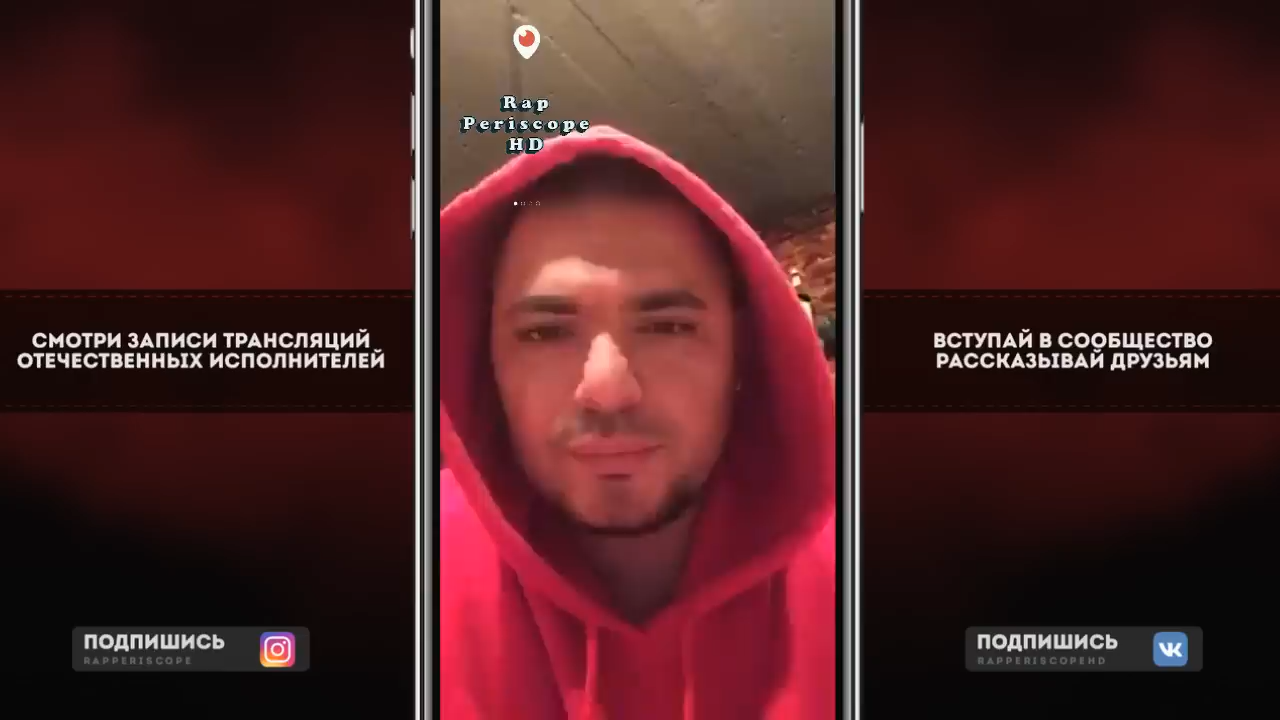 Rap
Periscope
HD
СМОТРИ ЗАПИСИ ТРАНСЛЯЦИЙ
ОТЕЧЕСТВЕННЫХ ИСПОЛНИТЕЛЕЙ
ВСТУПАЙ В СООБЩЕСТВО
РАССКАЗЫВАЙ ДРУЗЬЯМ
ПОДПИШИСЬ
RAPPERISCOPE
ПОДПИШИСЬ
RAPPERISCOPEHD